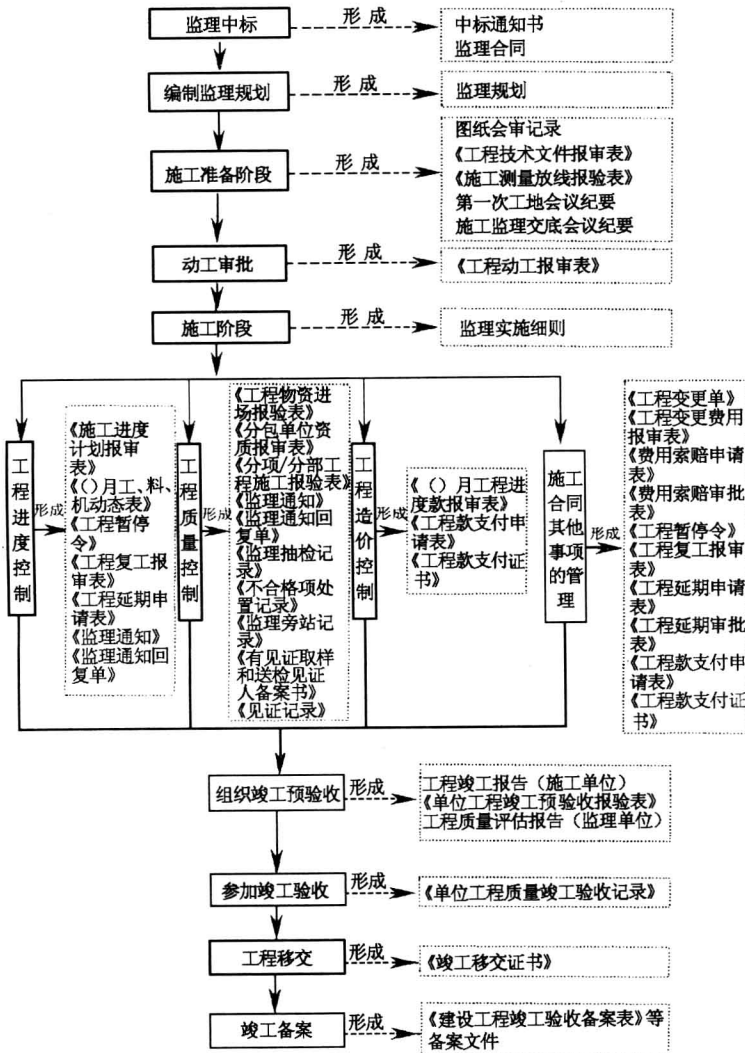 监理中标
形 成
中标通知书
监理合同
编制监理规划
形 成
监理规划
施工准备阶段
形 成
图纸会审记录
《工程技术文件报审表》
《施工测量放线报验表》
第一次工地会议纪要
施工监理交底会议纪要
动工审批
形 成
《工程动工报审表》
施工阶段
形 成
监理实施细则
工程进度控制
形成
《施工进度
计划报审
表》
《()月工、料、
机动态表》
《工程暂停
令》
《工程复工报
审表》
《工程延期申
请表》
《监理通知》
《监理通知回
复单》
工程质量控制
形成
《工程物资进
场报验表》
《分包单位资
质报审表》
《分项/分部工
程施工报验表》
《监理通知》
《监理通知回
复单》
《监理抽检记
录》
《不合格项处
置记录》
《监理旁站记
录》
《有见证取样
和送检见证
人备案书》
《见证记录》
工程造价控制
形成
《()月工程进
度款报审表》
《工程款支付申
请表》
《工程款支付证
书》
施工
合同
其他
事项
的管
理
形成
《工程变更单》
《工程变更费用
报审表》
《费用索赔申请
表》
《费用索赔审批
表》
《工程暂停令》
《工程复工报审
表》
《工程延期申请
表》
《工程延期审批
表》
《工程款支付申
请表》
《工程款支付证
书》
组织竣工预验收
形成
工程竣工报告（施工单位）
《单位工程竣工预验收报验表》
工程质量评估报告（监理单位）
参加竣工验收
形成
《单位工程质量竣工验收记录》
工程移交
形成
《竣工移交证书》
竣工备案
形成
《建设工程竣工验收备案表》等
备案文件